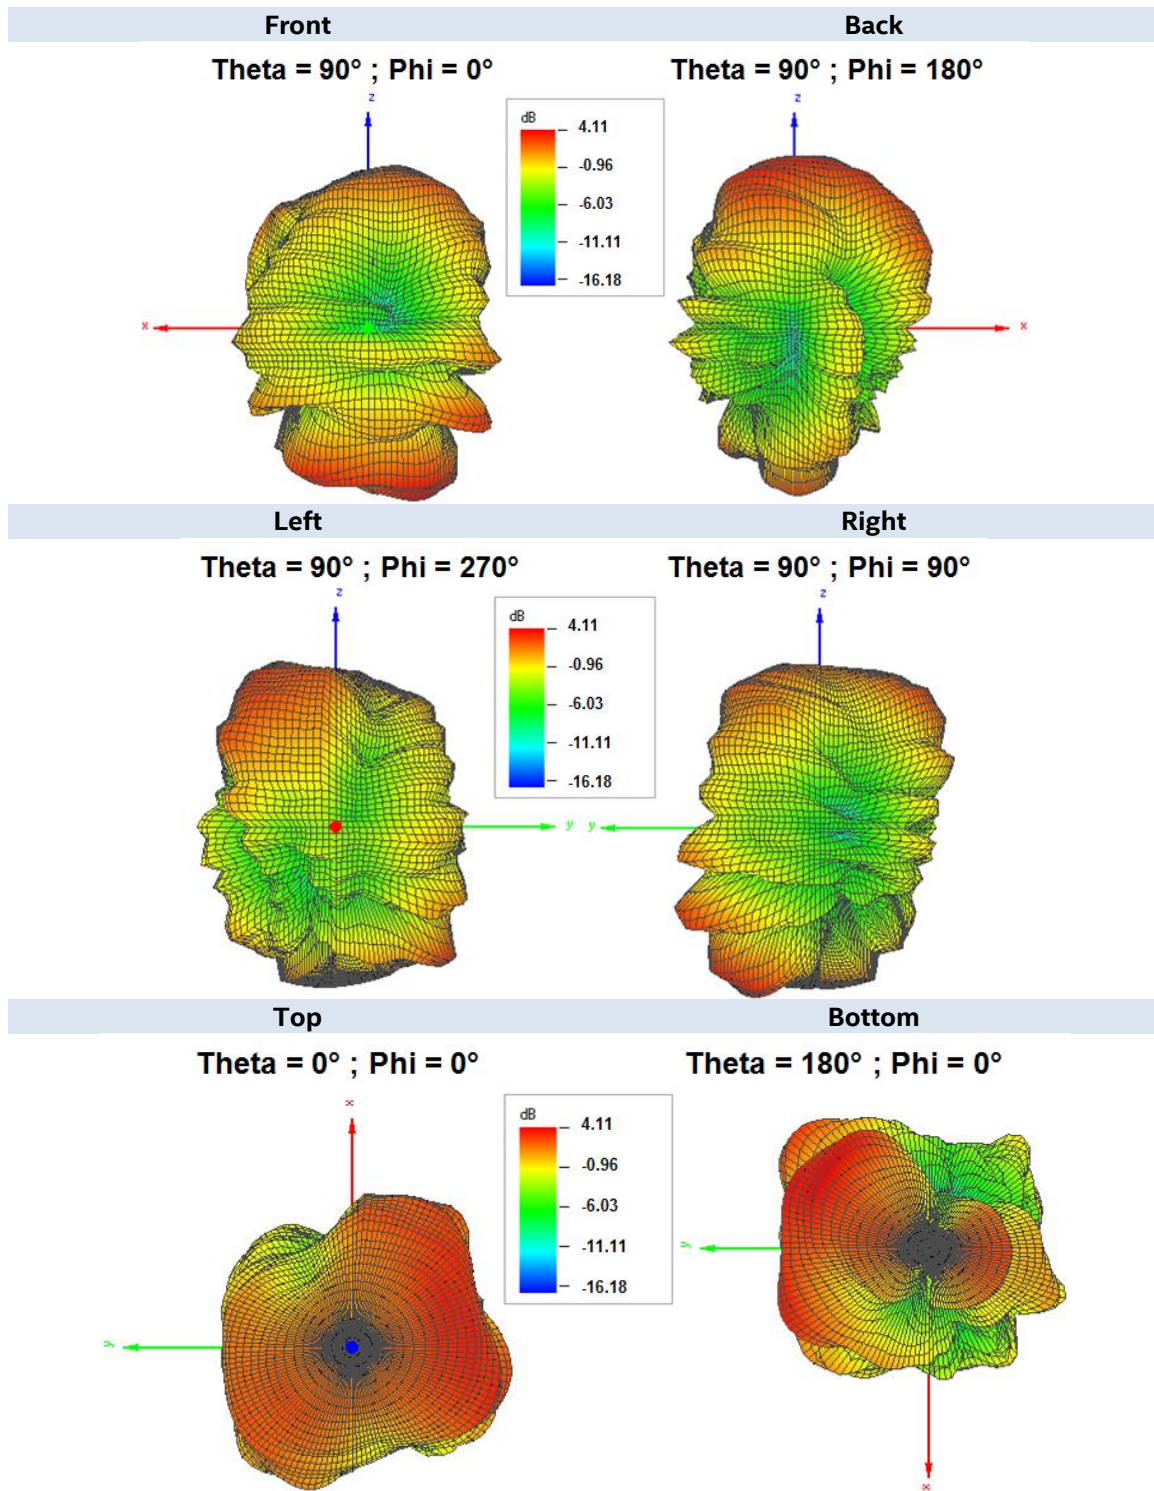 Front Back
Theta = 90° ; Phi = 0° Theta = 90° ; Phi = 180°
z z
dB
4.11
-0.96
-6.03
-11.11
-16.18
x x
Left Right
Theta = 90° ; Phi = 270° Theta = 90° ; Phi = 90°
z z
dB
4.11
-0.96
-6.03
-11.11
-16.18
y y
Top Bottom
Theta = 0° ; Phi = 0° Theta = 180° ; Phi = 0°
x
dB
4.11
-0.96
-6.03
-11.11
-16.18
y y
x